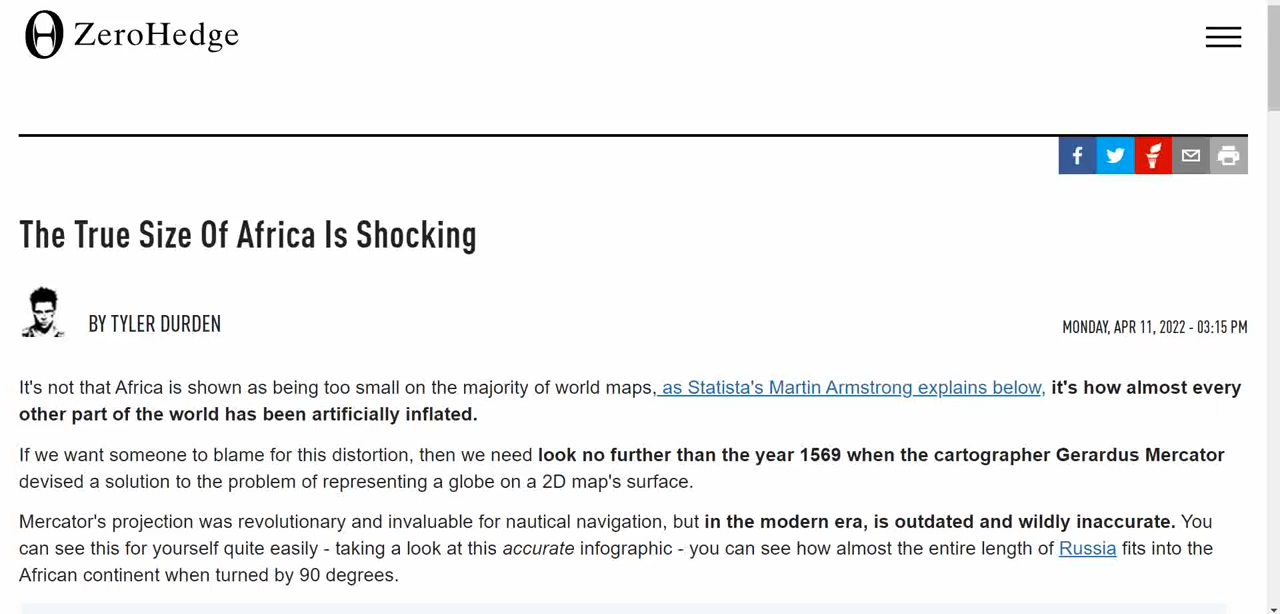 ZeroHedge
The True Size Of Africa Is Shocking
BY TYLER DURDEN
MONDAY, APR 11, 2022 - 03:15 PM
It's not that Africa is shown as being too small on the majority of world maps, as Statista's Martin Armstrong explains below, it's how almost every
other part of the world has been artificially inflated.
If we want someone to blame for this distortion, then we need look no further than the year 1569 when the cartographer Gerardus Mercator
devised a solution to the problem of representing a globe on a 2D map's surface.
Mercator's projection was revolutionary and invaluable for nautical navigation, but in the modern era, is outdated and wildly inaccurate. You
can see this for yourself quite easily - taking a look at this accurate infographic - you can see how almost the entire length of Russia fits into the
African continent when turned by 90 degrees.